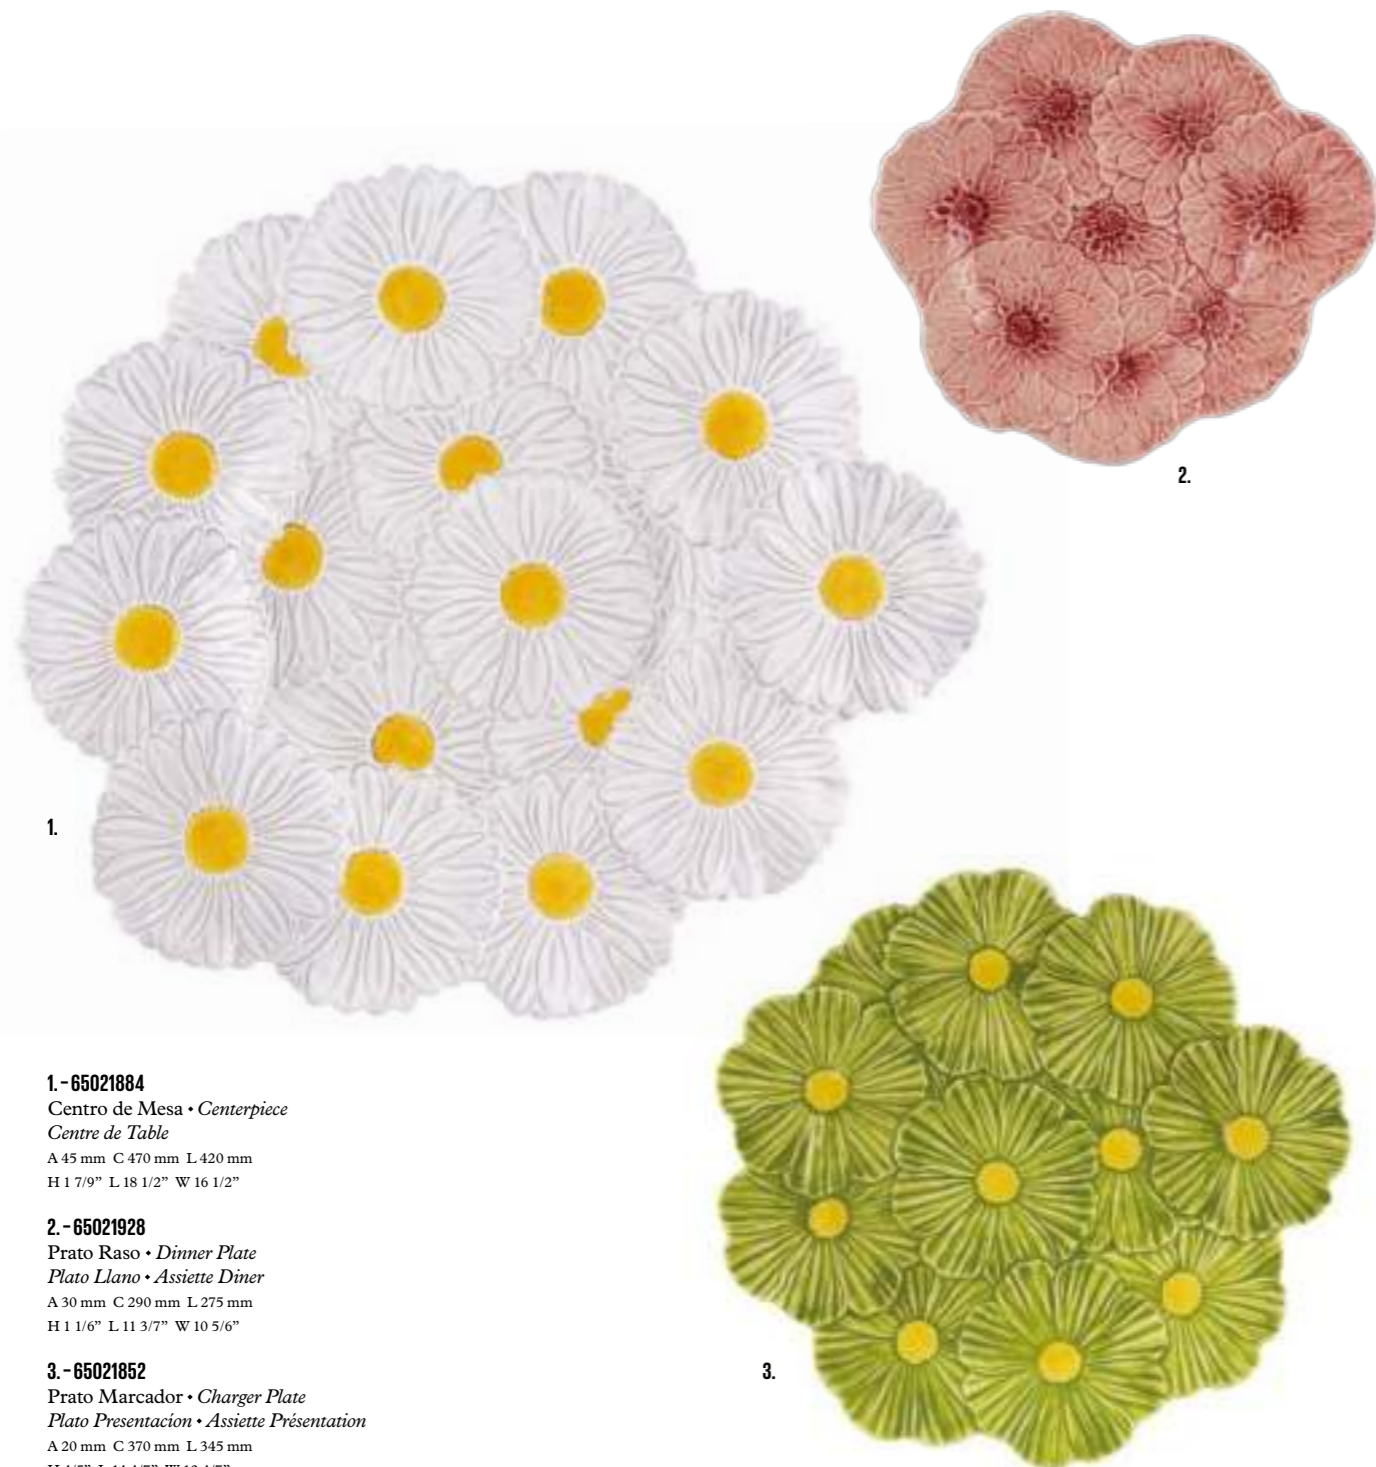 2.
1.
3.
1.–65021884
Centro de Mesa • Centerpiece
Centre de Table
A 45 mm C 470 mm L 420 mm
H 1 7/9” L 18 1/2” W 16 1/2”
2.–65021928
Prato Raso • Dinner Plate
Plato Llano • Assiette Diner
A 30 mm C 290 mm L 275 mm
H 1 1/6” L 11 3/7” W 10 5/6”
3.–65021852
Prato Marcador • Charger Plate
Plato Presentacíon • Assiette Présentation
A 20 mm C 370 mm L 345 mm